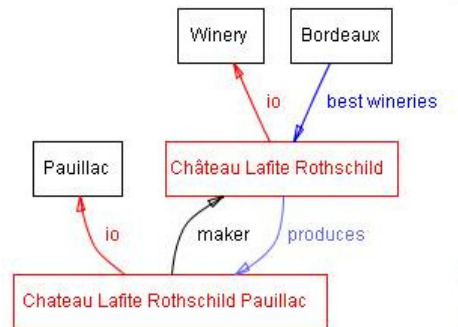 Winery
Bordeaux
io
best wineries
Pauillac
Château Lafite Rothschild
io
maker
produces
Chateau Lafite Rothschild Pauillac